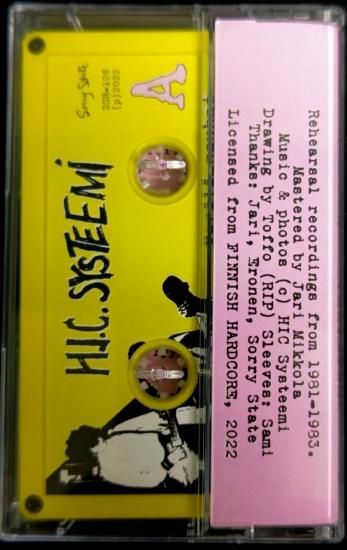 Sorry State
SSR-126
(p)2022
A
H.I.C. SYSTEEMI
Rehearsal recordings from 1981-1983.
Mastered by Jari Mikkola
Music & photos (c) HIC Systeemi
Drawing by Toffo (RIP) Sleeves: Sami
Thanks: Jari, Eronen, Sorry State
Licensed from FINNISH HARDCORE, 2022